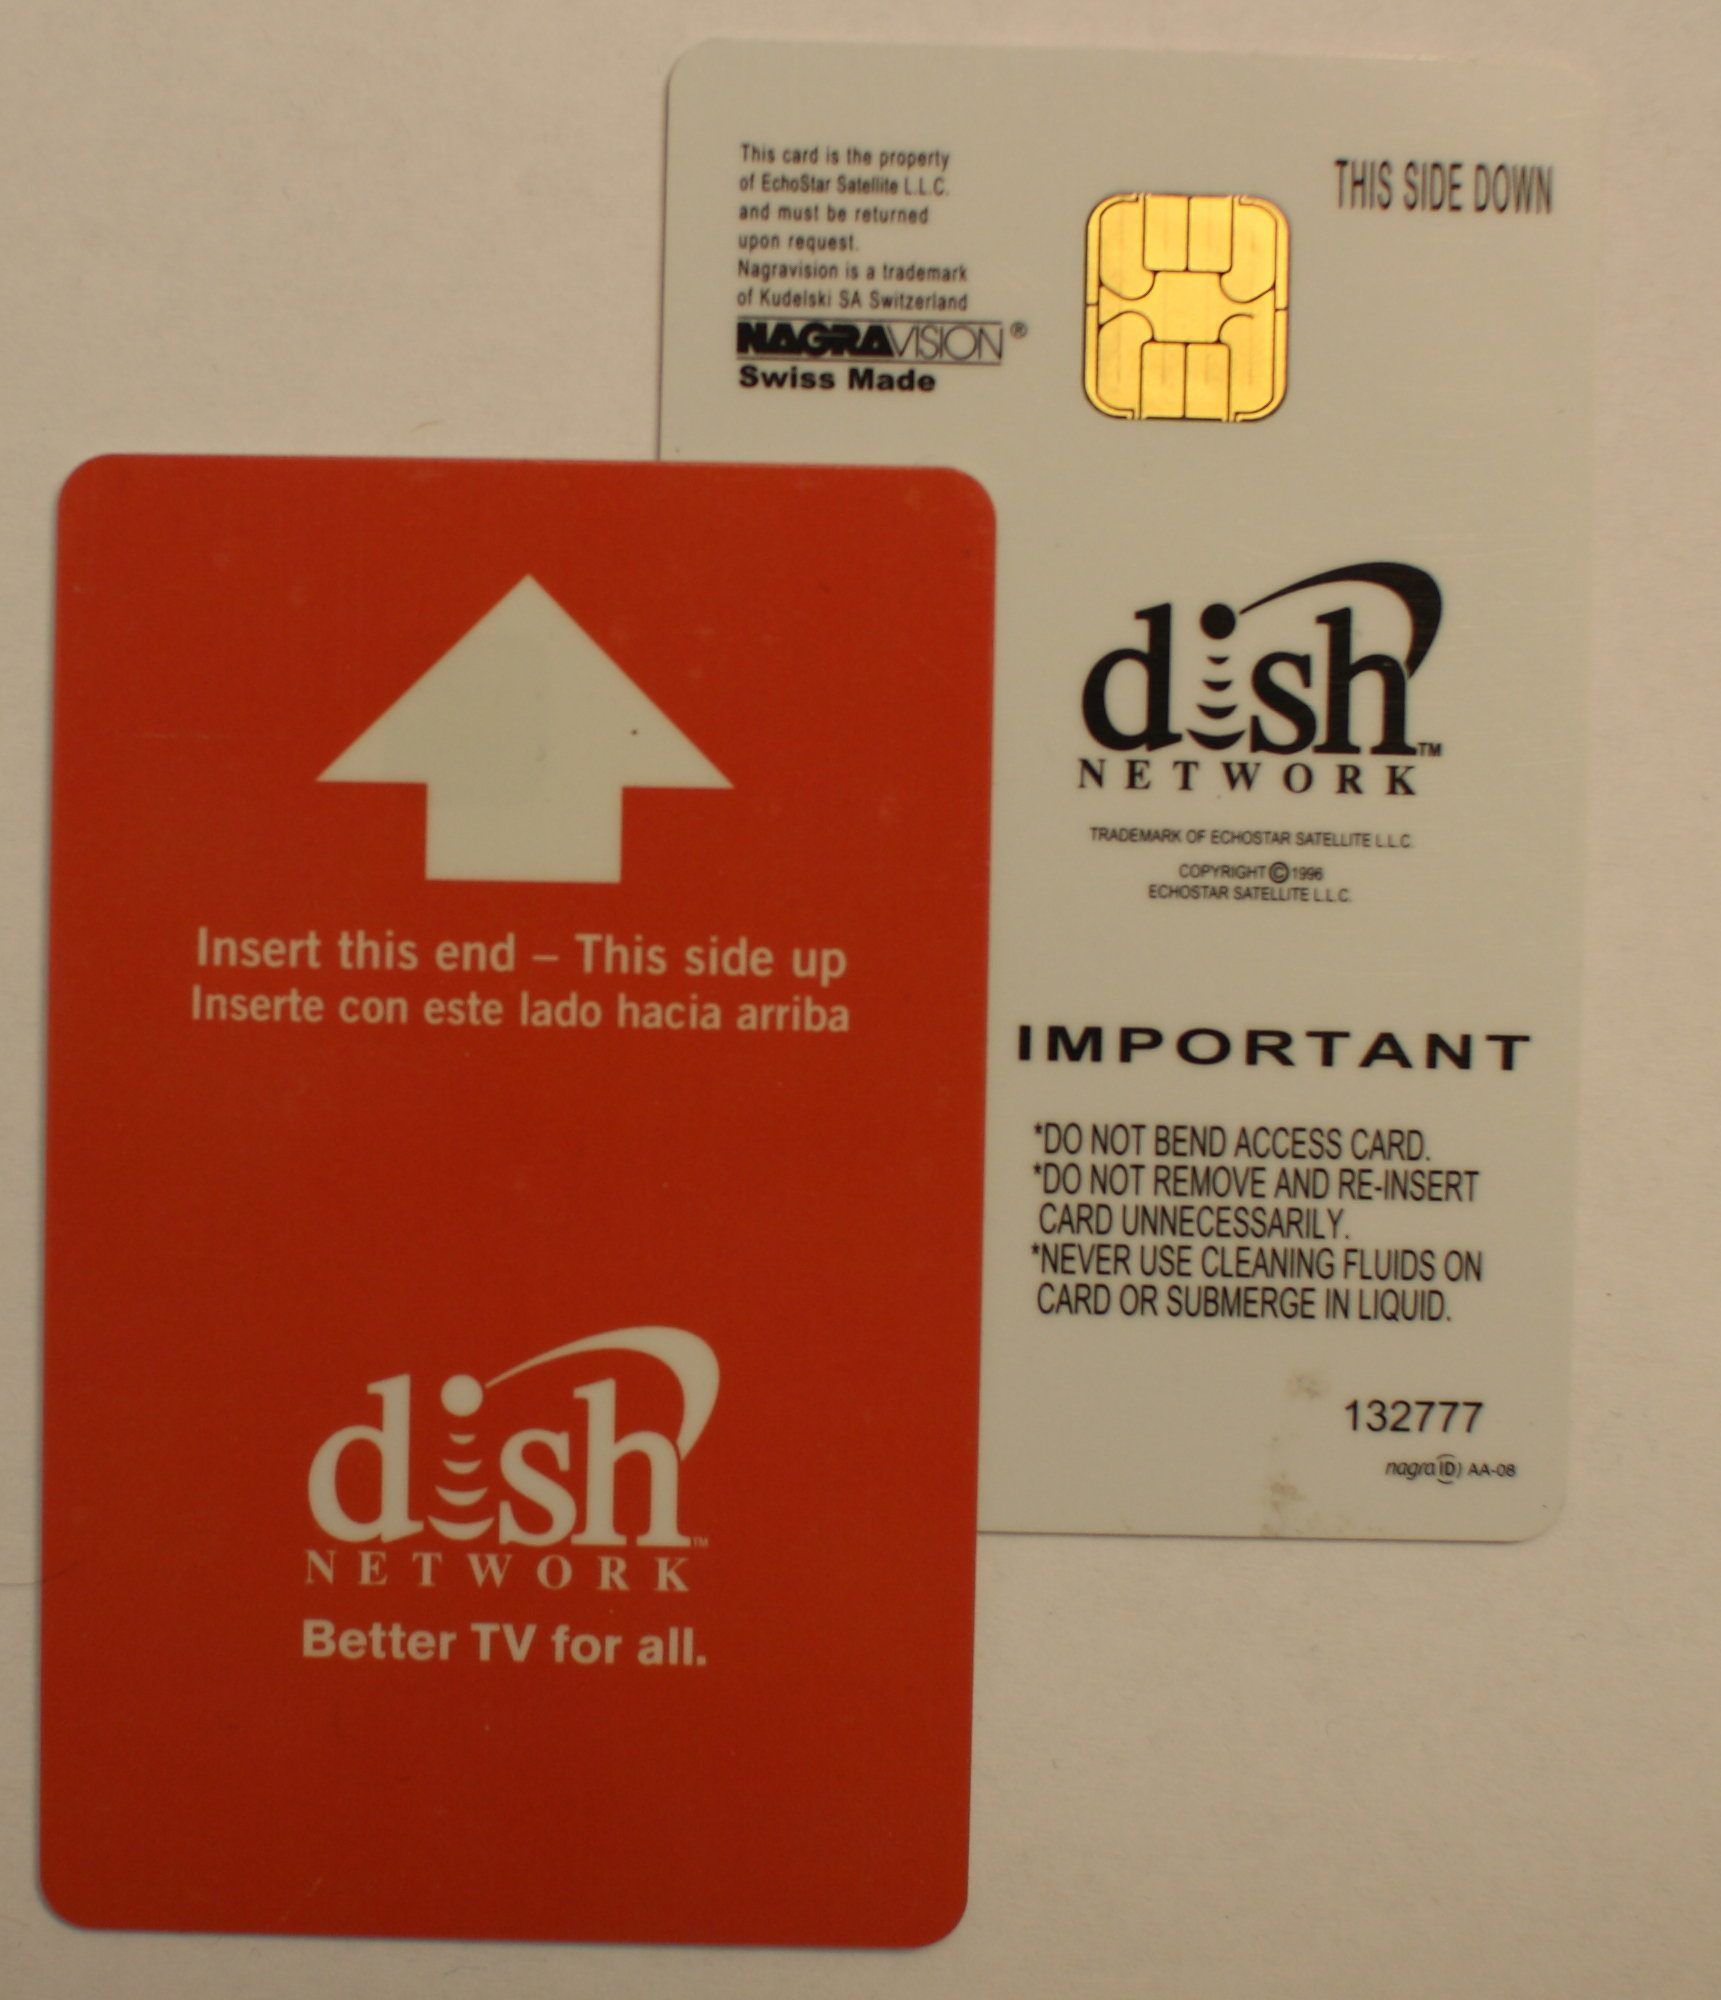 This card is the property
of EchoStar Satellite L.L.C.
and must be returned
upon request.
Nagravision is a trademark
of Kudelski SA Switzerland
NAGRAVISION ®
Swiss Made
THIS SIDE DOWN
dish TM
NETWORK
TRADEMARK OF ECHOSTAR SATELLITE L.L.C.
COPYRIGHT © 1996
ECHOSTAR SATELLITE L.L.C.
IMPORTANT
*DO NOT BEND ACCESS CARD.
*DO NOT REMOVE AND RE-INSERT
CARD UNNECESSARILY.
*NEVER USE CLEANING FLUIDS ON
CARD OR SUBMERGE IN LIQUID.
132777
nagra ID) AA-08
Insert this end – This side up
Inserte con este lado hacia arriba
dish TM
NETWORK
Better TV for all.